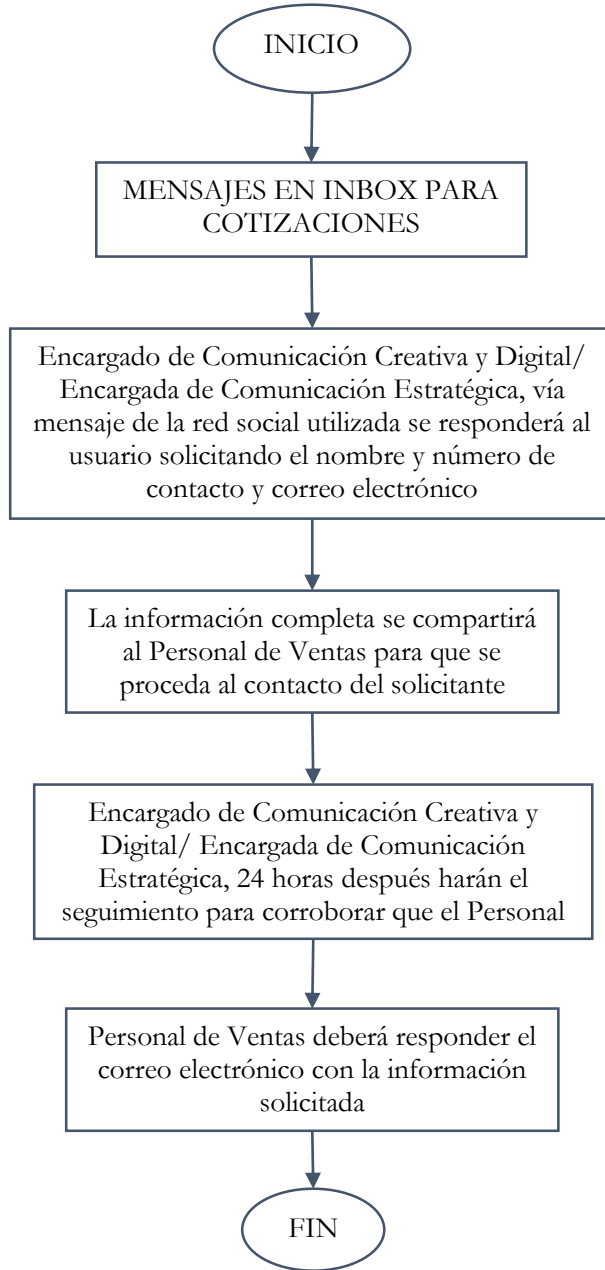 INICIO
MENSAJES EN INBOX PARA
COTIZACIONES
Encargado de Comunicación Creativa y Digital/
Encargada de Comunicación Estratégica, vía
mensaje de la red social utilizada se responderá al
usuario solicitando el nombre y número de
contacto y correo electrónico
La información completa se compartirá
al Personal de Ventas para que se
proceda al contacto del solicitante
Encargado de Comunicación Creativa y
Digital/ Encargada de Comunicación
Estratégica, 24 horas después harán el
seguimiento para corroborar que el Personal
Personal de Ventas deberá responder el
correo electrónico con la información
solicitada
FIN